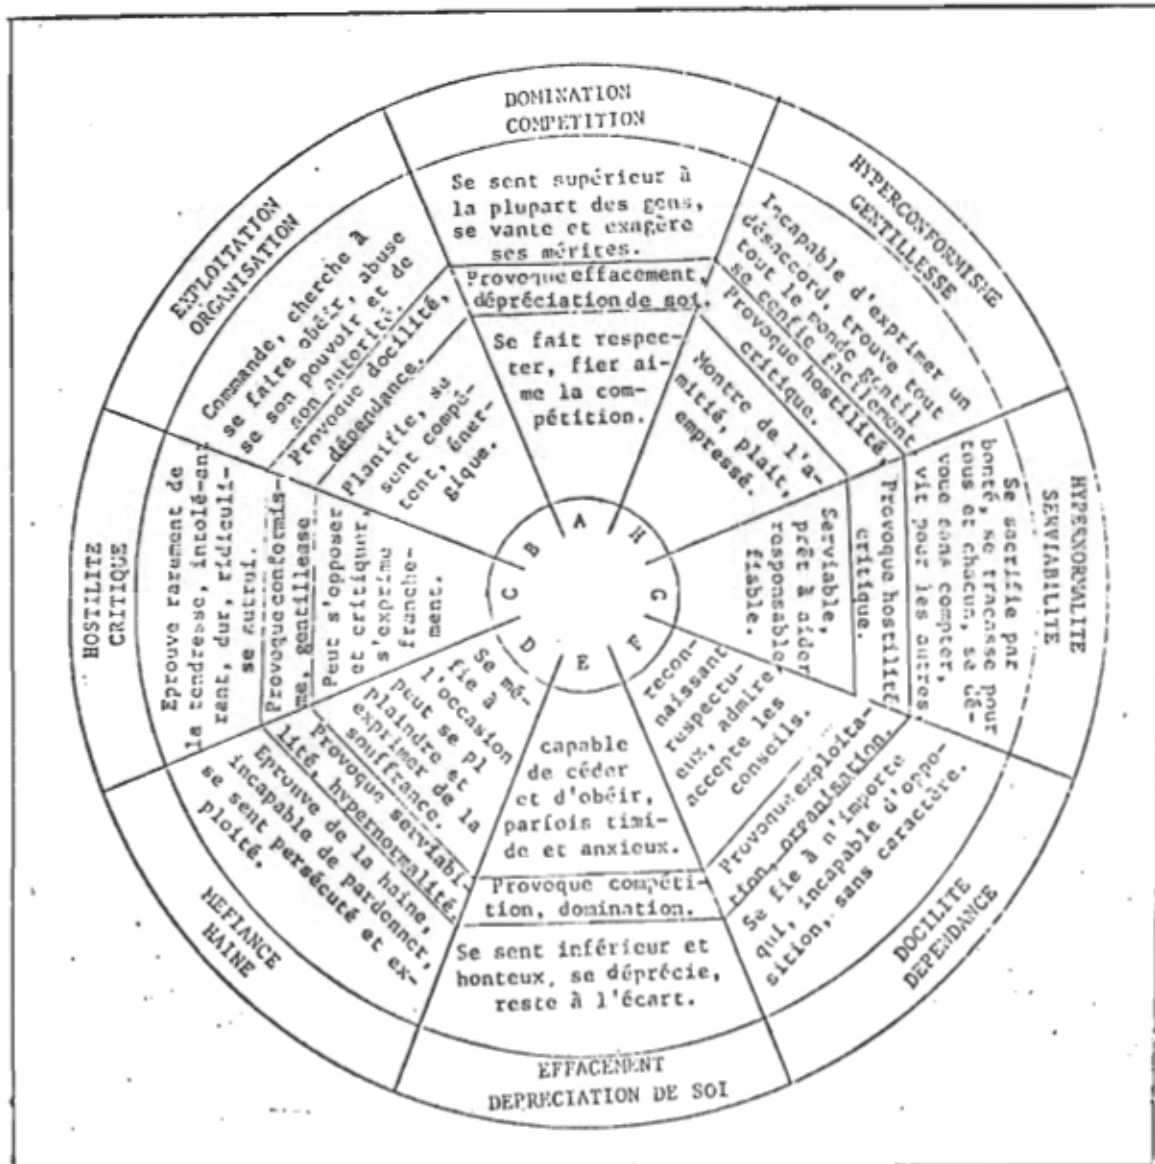 DOMINATION
COMPETITION
Se sent supérieur à
la plupart des gens,
se vante et exagère
ses mérites.
Provoque effacement,
dépréciation de soi.
Se fait respec-
ter, fier ai-
me la com-
pétition.
A
HYPERCONFORMISME
GENTILLESSE
Incapable d'exprimer un
désaccord, trouve tout
tout le monde gentil
se confie facilement.
Provoque hostilité,
critique.
Montre de l'a-
mitié, plait,
empressé.
H
HYPERNORMALITE
SERVIABILITE
Se sacrifie par
bonté, se tracasse pour
tous et chacun, se dé-
voue sans compter,
vit pour les autres.
Provoque hostilité
critique.
Serviable,
prêt à aider
responsable,
fiable.
G
DOCILITE
DEPENDANCE
recon-
naissant
respectu-
eux, admire,
accepte les
conseils.
Provoque exploita-
tion, organisation.
Se fie à n'importe
qui, incapable d'oppo-
sition, sans caractère.
F
E
capable
de céder
et d'obéir,
parfois timi-
de et anxieux.
Provoque compéti-
tion, domination.
Se sent inférieur et
honteux, se déprécie,
reste à l'écart.
EFFACEMENT
DEPRECIATION DE SOI
D
Se mé-
fie à
l'occasion
peut se pl
plaindre et
exprimer de la
souffrance.
Provoque serviabi-
lité, hypernormalité.
Eprouve de la haine,
incapable de pardonner,
se sent persécuté et ex-
ploité.
MEFIANCE
HAINE
HOSTILITE
CRITIQUE
Eprouve rarement de
la tendresse, intolé-an
rant, dur, ridiculi-
se autrui.
Provoque conformis-
me, gentillease
Peut s'opposer
et critiquer,
s'exprime
franche-
ment.
C
EXPLOITATION
ORGANISATION
Commande, cherche à
se faire obéir, abuse
se son pouvoir et de
son autorité.
Provoque docilité,
dépendance.
Planifie, se
sent compé-
tent, éner-
gique.
B